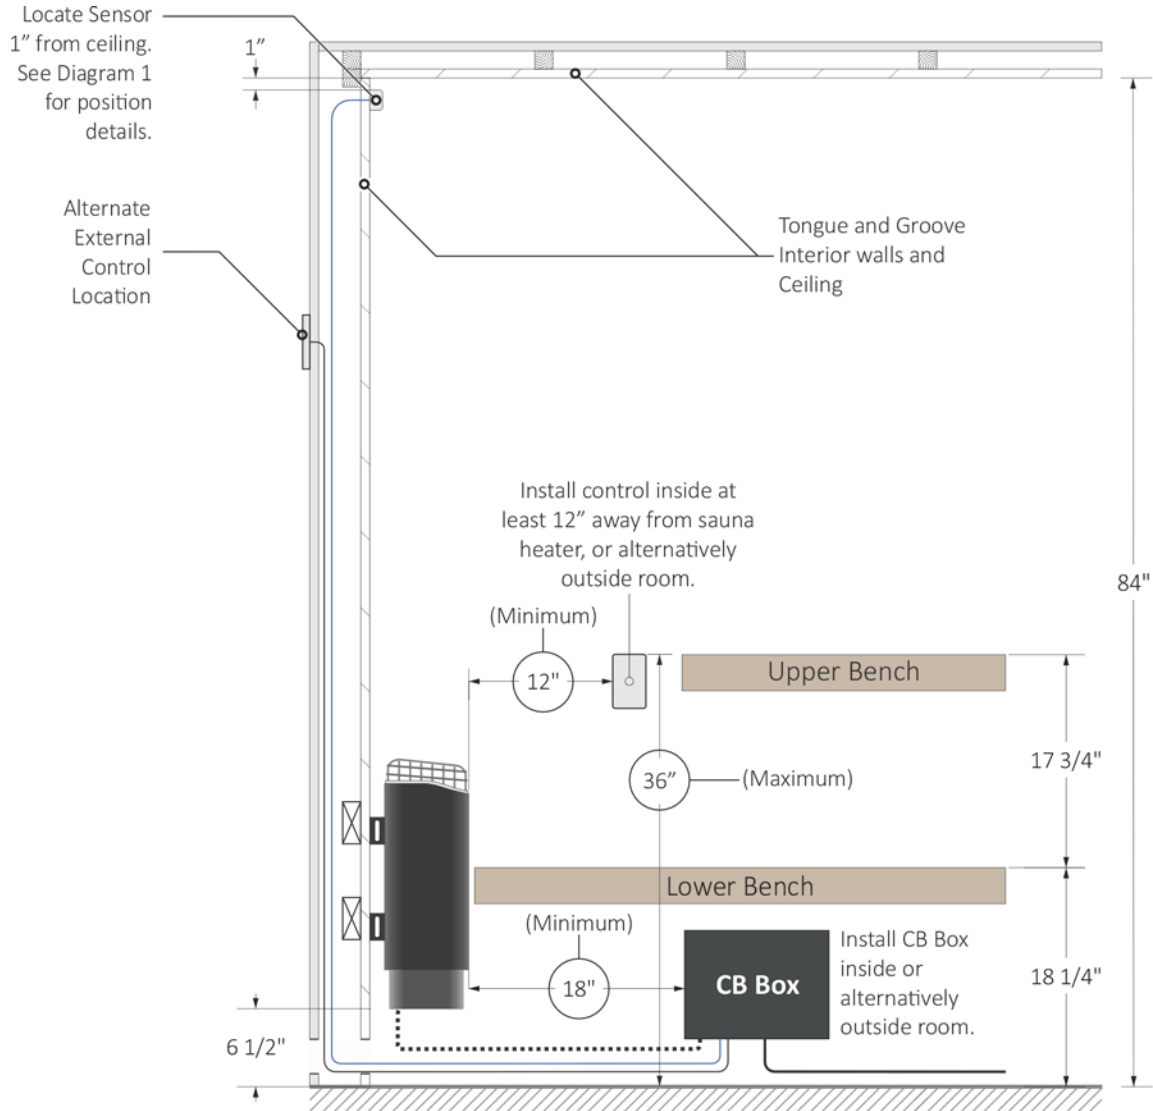 Locate Sensor
1” from ceiling.
See Diagram 1
for position
details.
1”
Alternate
External
Control
Location
Tongue and Groove
Interior walls and
Ceiling
Install control inside at
least 12” away from sauna
heater, or alternatively
outside room.
84"
(Minimum)
12"
Upper Bench
36”
(Maximum)
17 3/4"
Lower Bench
(Minimum)
18"
CB Box
Install CB Box
inside or
alternatively
outside room.
18 1/4"
6 1/2"